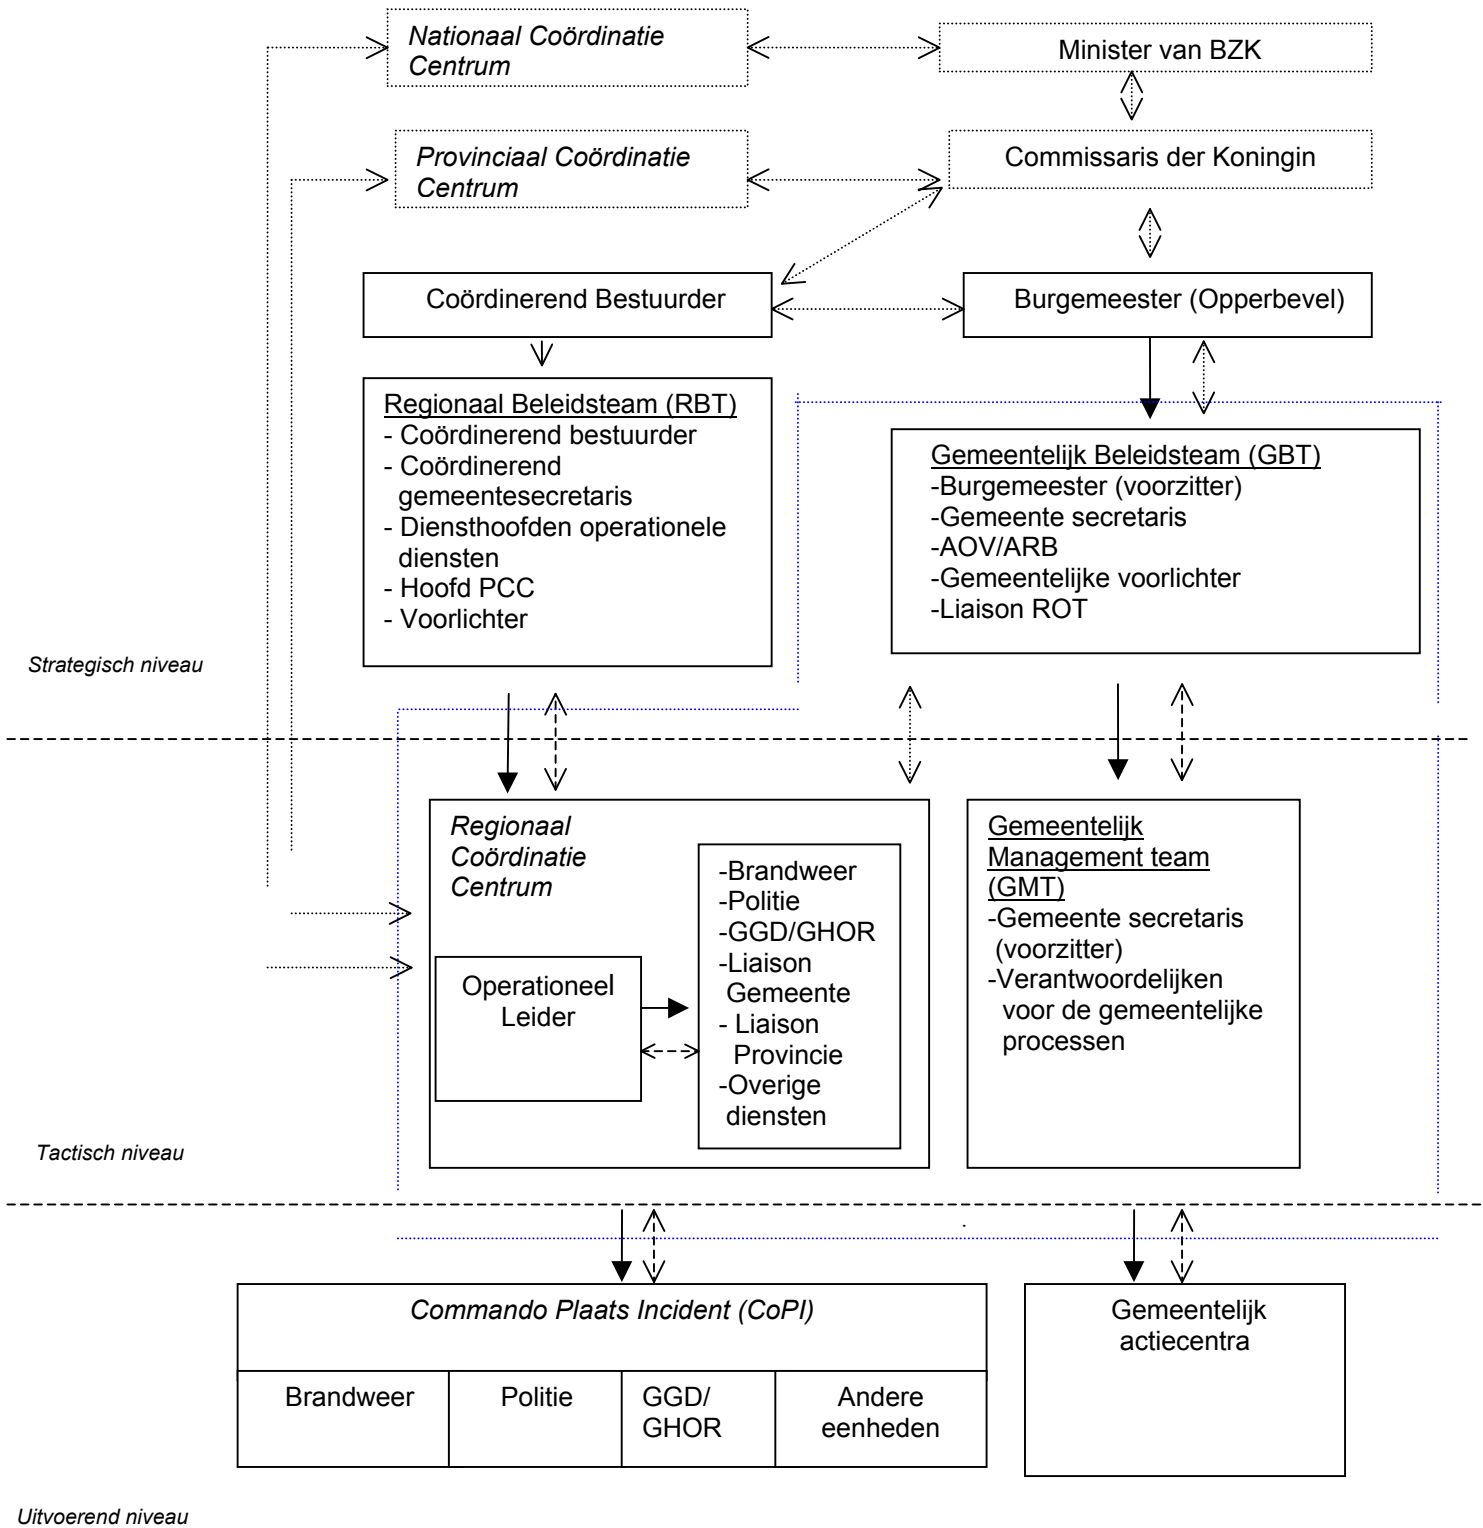 Nationaal Coördinatie
Centrum
Minister van BZK
Provinciaal Coördinatie
Centrum
Commissaris der Koningin
Coördinerend Bestuurder
Burgemeester (Opperbevel)
Regionaal Beleidsteam (RBT)
- Coördinerend bestuurder
- Coördinerend
gemeentesecretaris
- Diensthoofden operationele
diensten
- Hoofd PCC
- Voorlichter
Gemeentelijk Beleidsteam (GBT)
-Burgemeester (voorzitter)
-Gemeente secretaris
-AOV/ARB
-Gemeentelijke voorlichter
-Liaison ROT
Strategisch niveau
Regionaal
Coördinatie
Centrum
Operationeel
Leider
-Brandweer
-Politie
-GGD/GHOR
-Liaison
Gemeente
- Liaison
Provincie
-Overige
diensten
Gemeentelijk
Management team
(GMT)
-Gemeente secretaris
(voorzitter)
-Verantwoordelijken
voor de gemeentelijke
processen
Tactisch niveau
Commando Plaats Incident (CoPI)
Brandweer
Politie
GGD/
GHOR
Andere
eenheden
Gemeentelijk
actiecentra
Uitvoerend niveau